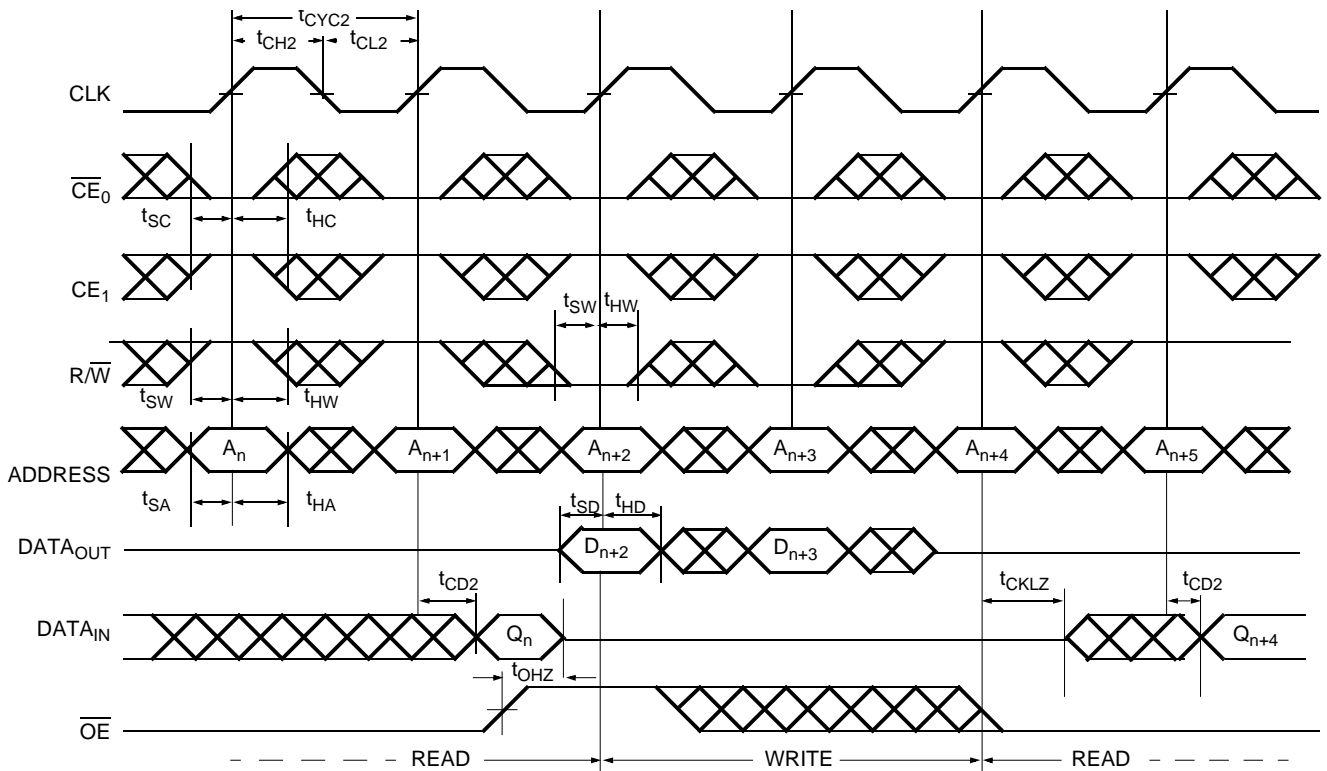 tCYC2
tCH2 tCL2
CLK
CE0
tSC tHC
CE1
tSW tHW
R/W
tSW tHW
An An+1 An+2 An+3 An+4 An+5
ADDRESS
tSA tHA tSD tHD
DATAOUT Dn+2 Dn+3
tCD2 tCKLZ tCD2
DATAIN Qn Qn+4
tOHZ
OE
READ WRITE READ